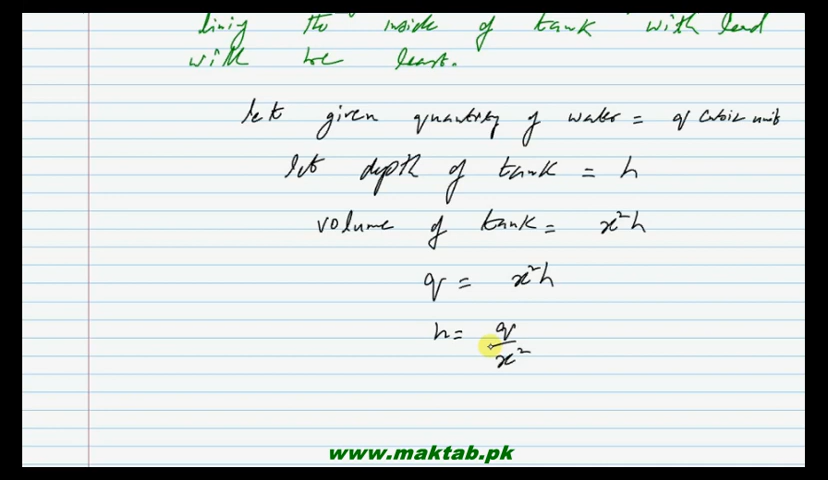 lining the inside of tank with lead
will be least.
let given quantity of water = q cubic unit
let depth of tank = h
volume of tank = x²h
q = x²h
h = q/x²
www.maktab.pk